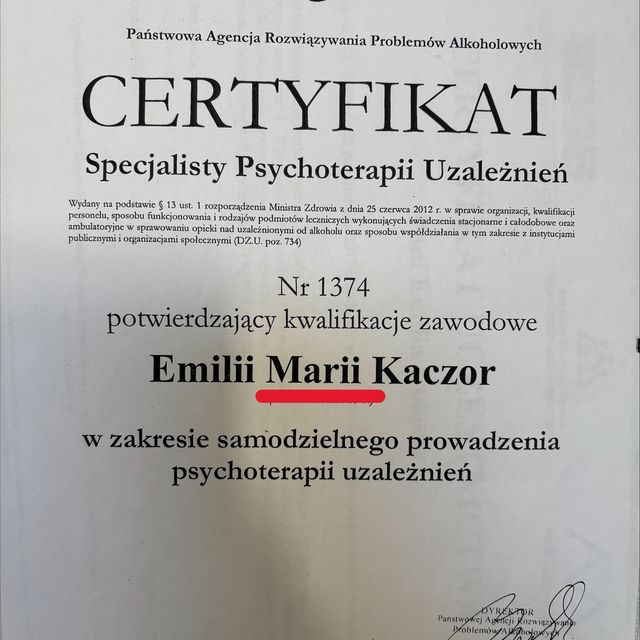 Państwowa Agencja Rozwiązywania Problemów Alkoholowych
CERTYFIKAT
Specjalisty Psychoterapii Uzależnień
Wydany na podstawie § 13 ust. 1 rozporządzenia Ministra Zdrowia z dnia 25 czerwca 2012 r. w sprawie organizacji, kwalifikacji
personelu, sposobu funkcjonowania i rodzajów podmiotów leczniczych wykonujących świadczenia stacjonarne i całodobowe oraz
ambulatoryjne w sprawowaniu opieki nad uzależnionymi od alkoholu oraz sposobu współdziałania w tym zakresie z instytucjami
publicznymi i organizacjami społecznymi (DZ.U. poz. 734)
Nr 1374
potwierdzający kwalifikacje zawodowe
Emilii Marii Kaczor
w zakresie samodzielnego prowadzenia
psychoterapii uzależnień
DYREKTOR
Państwowej Agencji Rozwiązywania
Problemów Alkoholowych